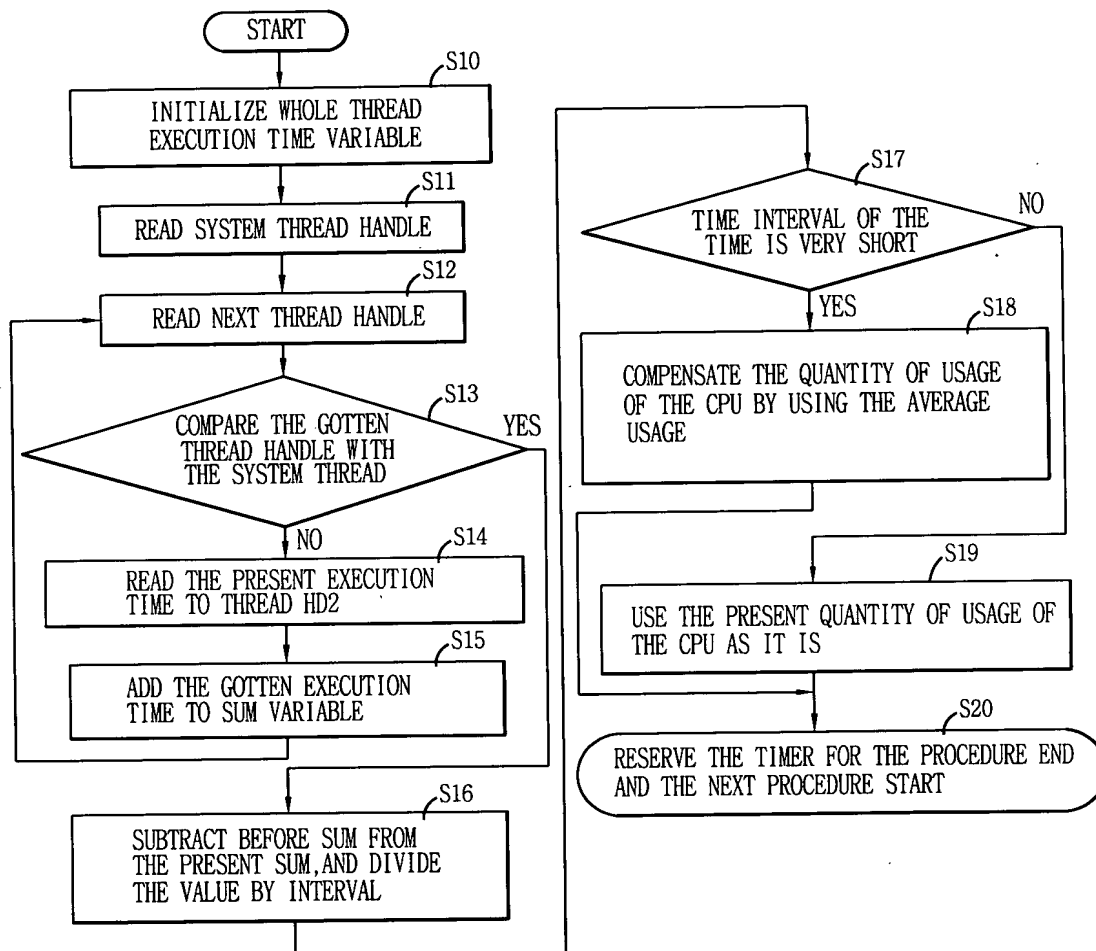 START
S10
INITIALIZE WHOLE THREAD
EXECUTION TIME VARIABLE
S11
READ SYSTEM THREAD HANDLE
S12
READ NEXT THREAD HANDLE
S13
COMPARE THE GOTTEN
THREAD HANDLE WITH
THE SYSTEM THREAD
YES
NO
S14
READ THE PRESENT EXECUTION
TIME TO THREAD HD2
S15
ADD THE GOTTEN EXECUTION
TIME TO SUM VARIABLE
S16
SUBTRACT BEFORE SUM FROM
THE PRESENT SUM,AND DIVIDE
THE VALUE BY INTERVAL
S17
TIME INTERVAL OF THE
TIME IS VERY SHORT
NO
YES
S18
COMPENSATE THE QUANTITY OF USAGE
OF THE CPU BY USING THE AVERAGE
USAGE
S19
USE THE PRESENT QUANTITY OF USAGE OF
THE CPU AS IT IS
S20
RESERVE THE TIMER FOR THE PROCEDURE END
AND THE NEXT PROCEDURE START